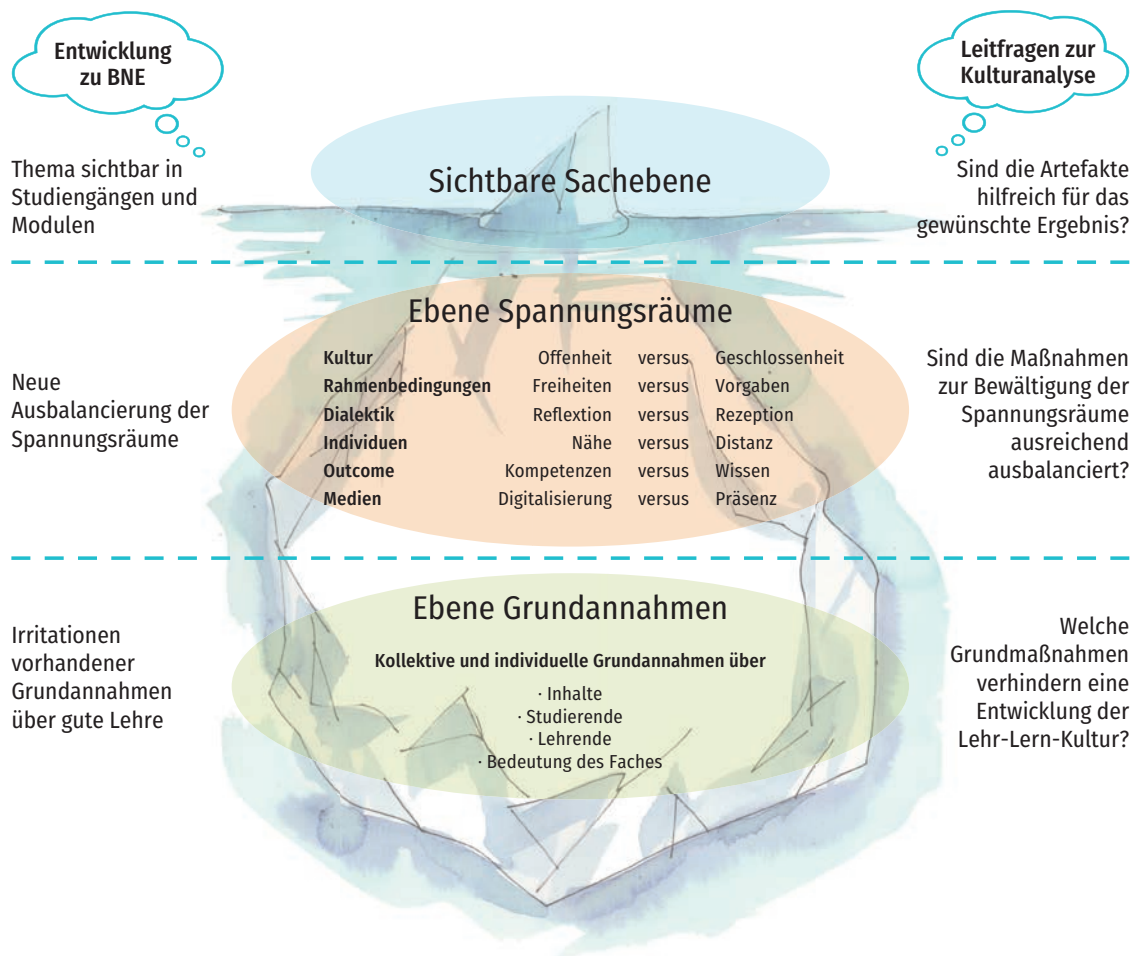 Entwicklung
zu BNE
Leitfragen zur
Kulturanalyse
Thema sichtbar in
Studiengängen und
Modulen
Sichtbare Sachebene
Sind die Artefakte
hilfreich für das
gewünschte Ergebnis?
Neue
Ausbalancierung der
Spannungsräume
Ebene Spannungsräume
Kultur Offenheit versus Geschlossenheit
Rahmenbedingungen Freiheiten versus Vorgaben
Dialektik Reflextion versus Rezeption
Individuen Nähe versus Distanz
Outcome Kompetenzen versus Wissen
Medien Digitalisierung versus Präsenz
Sind die Maßnahmen
zur Bewältigung der
Spannungsräume
ausreichend
ausbalanciert?
Irritationen
vorhandener
Grundannahmen
über gute Lehre
Ebene Grundannahmen
Kollektive und individuelle Grundannahmen über
· Inhalte
· Studierende
· Lehrende
· Bedeutung des Faches
Welche
Grundmaßnahmen
verhindern eine
Entwicklung der
Lehr-Lern-Kultur?